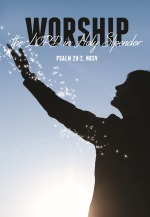 WORSHIP
the LORD in Holy Splendor
PSALM 29:2, NRSV